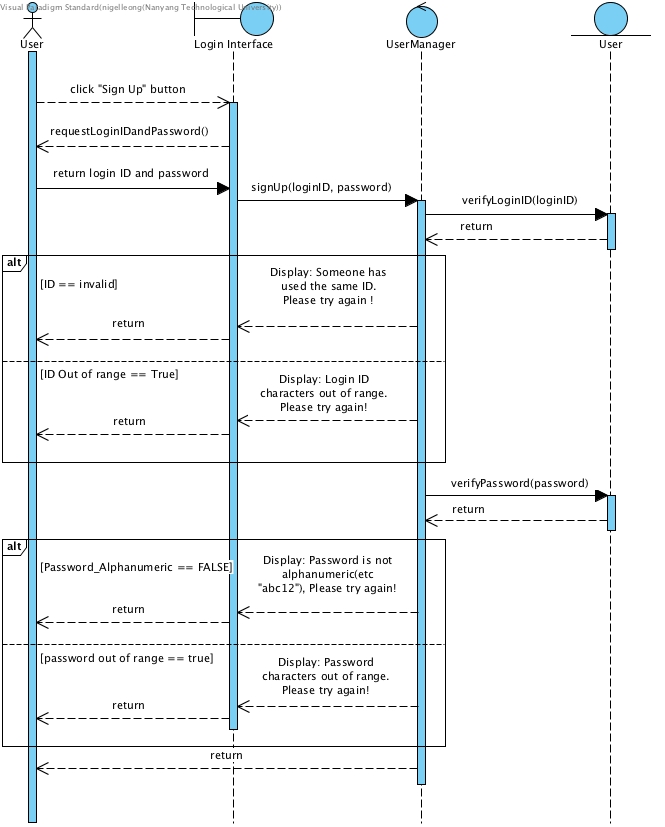 Visual Paradigm Standard(nigelleong(Nanyang Technological University))
User
Login Interface
UserManager
User
click "Sign Up" button
requestLoginIDandPassword()
return login ID and password
signUp(loginID, password)
verifyLoginID(loginID)
return
alt
[ID == invalid]
Display: Someone has
used the same ID.
Please try again !
return
[ID Out of range == True]
Display: Login ID
characters out of range.
Please try again!
return
verifyPassword(password)
return
alt
[Password_Alphanumeric == FALSE]
Display: Password is not
alphanumeric(etc
"abc12"), Please try again!
return
[password out of range == true]
Display: Password
characters out of range.
Please try again!
return
return